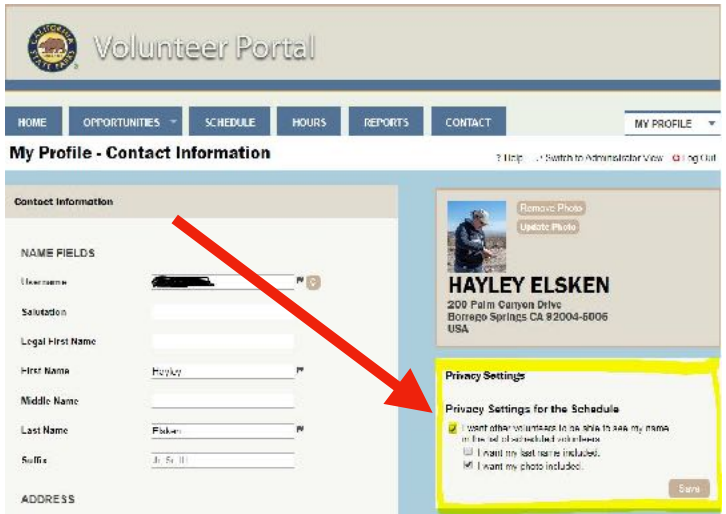 CALIFORNIA
STATE PARKS
Volunteer Portal
HOME OPPORTUNITIES SCHEDULE HOURS REPORTS CONTACT MY PROFILE
My Profile - Contact Information
? Help Switch to Administrator View Log Out
Contact Information
Remove Photo
Update Photo
NAME FIELDS
Username
HAYLEY ELSKEN
200 Palm Canyon Drive
Borrego Springs CA 92004-5006
USA
Salutation
Legal First Name
First Name Hayley
Middle Name
Last Name Elsken
Suffix
Privacy Settings
Privacy Settings for the Schedule
I want other volunteers to be able to see my name
in the list of scheduled volunteers
I want my last name included.
I want my photo included.
Save
ADDRESS